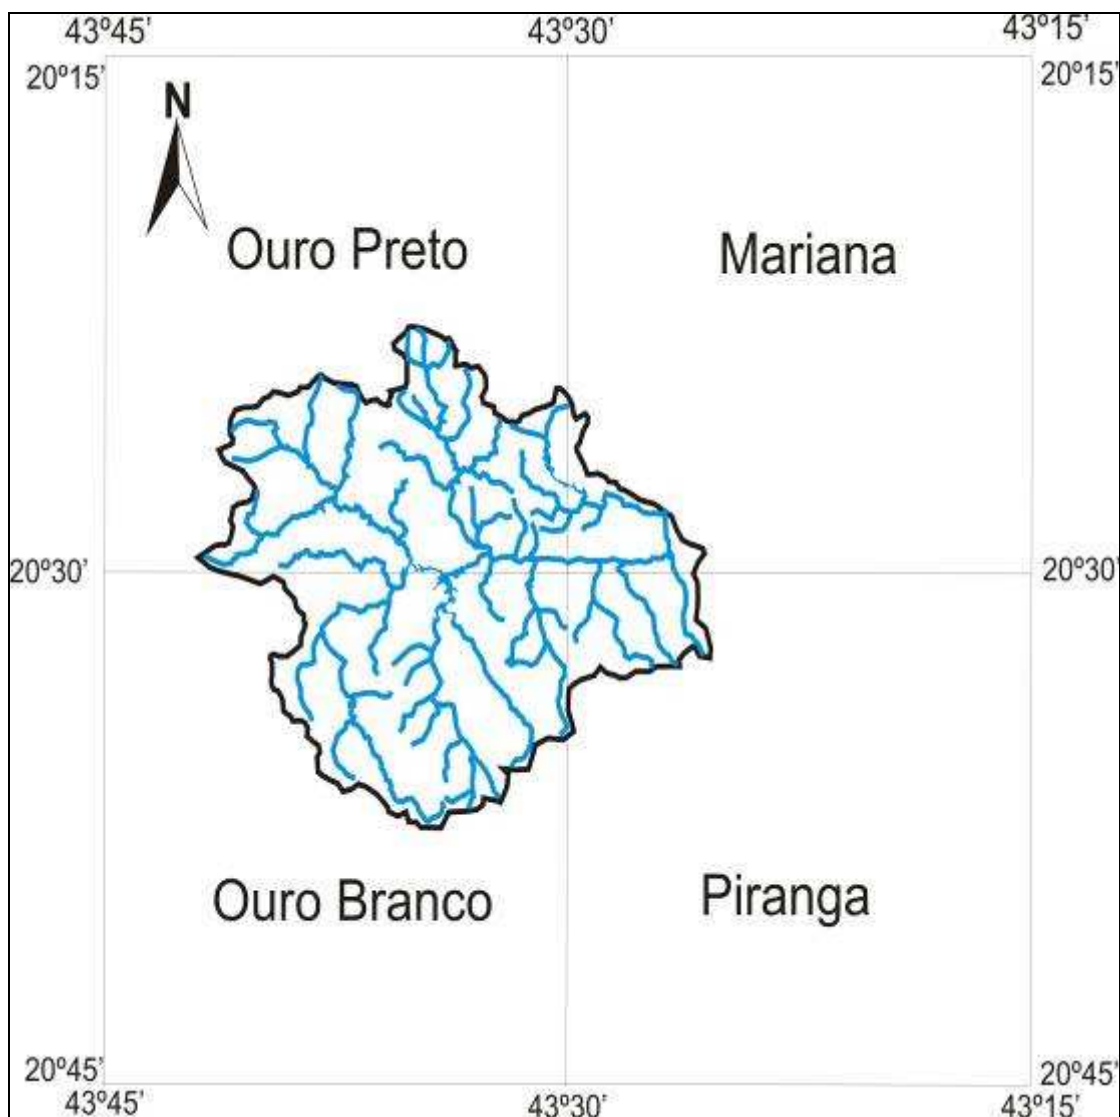 43º45’ 43º30’ 43º15’
20º15’ 20º15’
N
Ouro Preto Mariana
20º30’ 20º30’
Ouro Branco Piranga
20º45’ 20º45’
43º45’ 43º30’ 43º15’